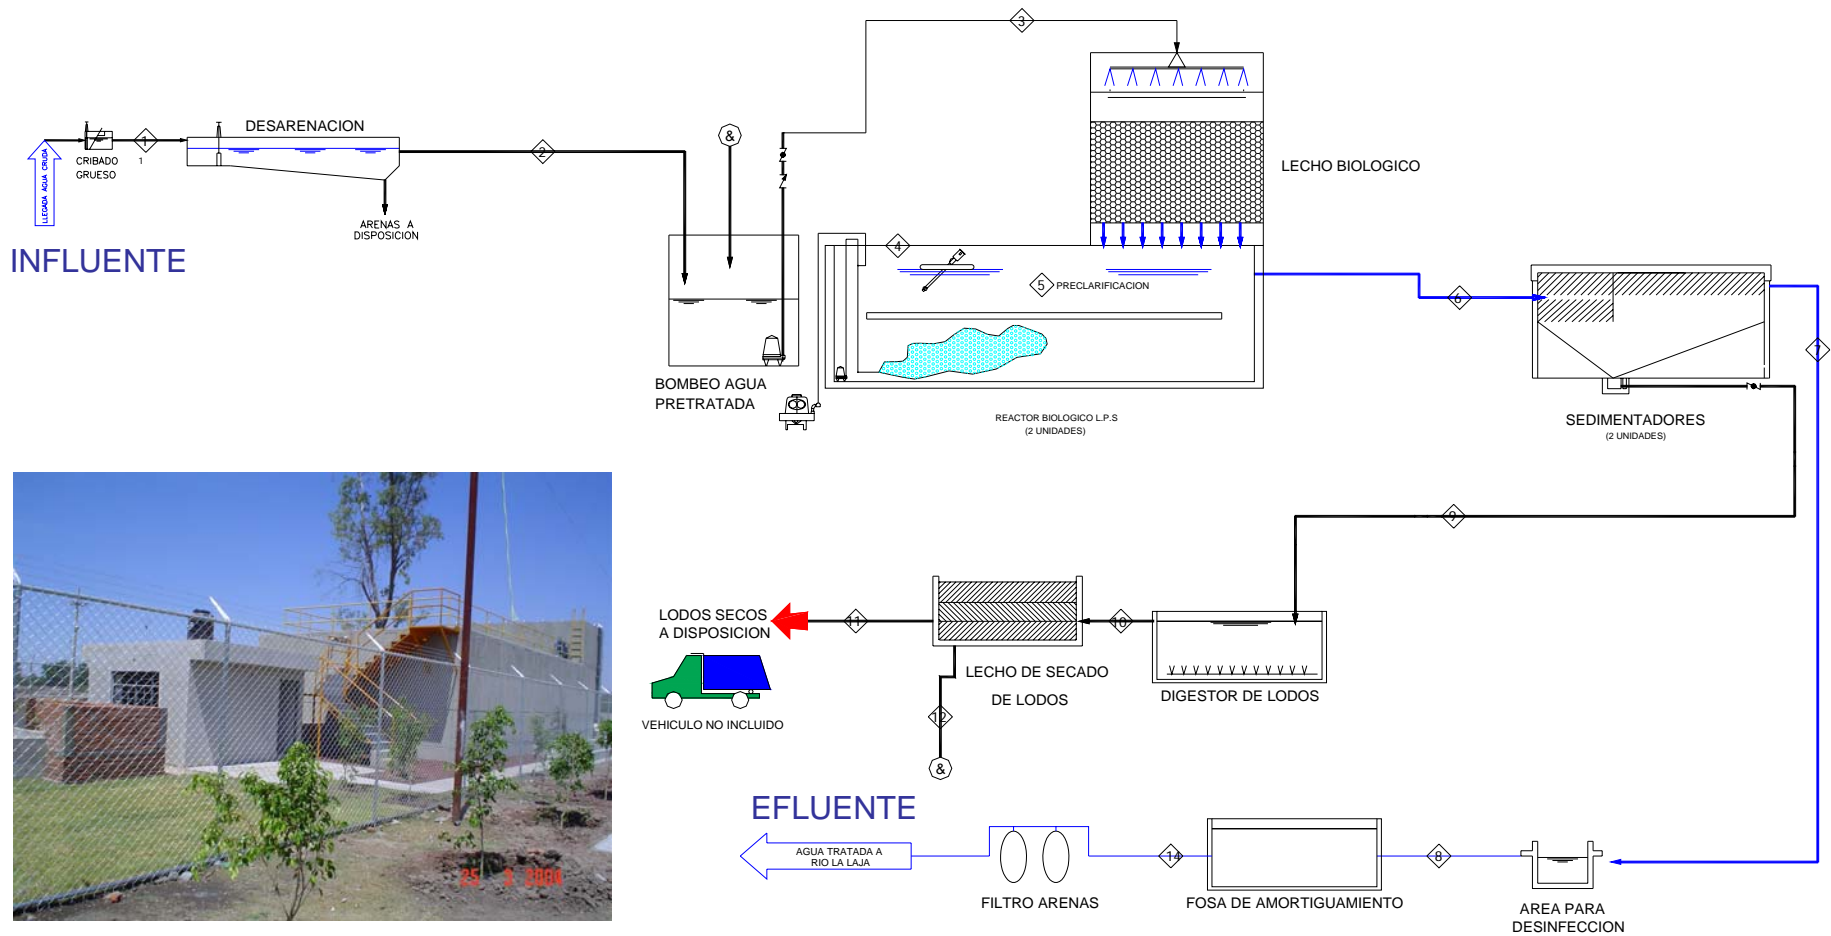 3
DESARENACION
1
2
&
CRIBADO
GRUESO
1
LLEGADA AGUA CRUDA
ARENAS A
DISPOSICION
INFLUENTE
LECHO BIOLOGICO
4
5
PRECLARIFICACION
6
7
BOMBEO AGUA
PRETRATADA
REACTOR BIOLOGICO L.P.S
(2 UNIDADES)
SEDIMENTADORES
(2 UNIDADES)
9
LODOS SECOS
A DISPOSICION
11
10
LECHO DE SECADO
DE LODOS
DIGESTOR DE LODOS
VEHICULO NO INCLUIDO
12
&
EFLUENTE
AGUA TRATADA A
RIO LA LAJA
14
8
FILTRO ARENAS
FOSA DE AMORTIGUAMIENTO
AREA PARA
DESINFECCION
25 3 2004